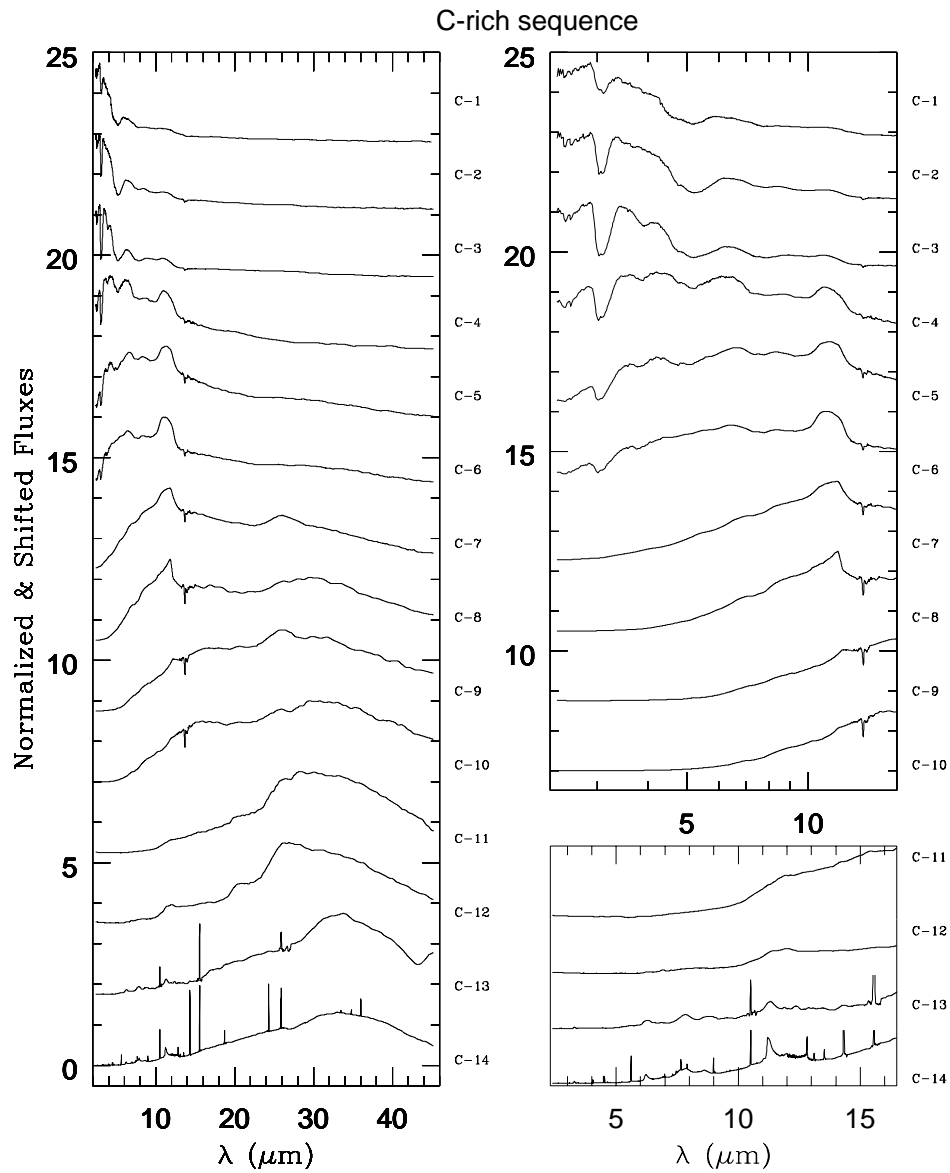 C-rich sequence
Normalized & Shifted Fluxes
25
20
15
10
5
0
C-1
C-2
C-3
C-4
C-5
C-6
C-7
C-8
C-9
C-10
C-11
C-12
C-13
C-14
10 20 30 40
λ (μm)
25
20
15
10
C-1
C-2
C-3
C-4
C-5
C-6
C-7
C-8
C-9
C-10
5 10
C-11
C-12
C-13
C-14
5 10 15
λ (μm)